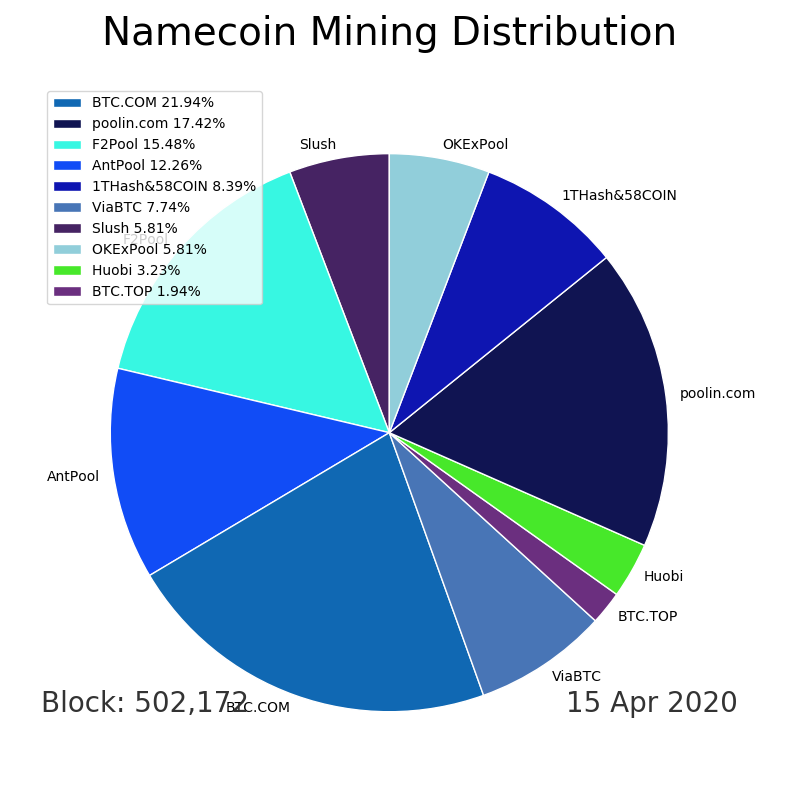 Namecoin Mining Distribution
BTC.COM 21.94%
poolin.com 17.42%
F2Pool 15.48%
AntPool 12.26%
1THash&58COIN 8.39%
ViaBTC 7.74%
Slush 5.81%
OKExPool 5.81%
Huobi 3.23%
BTC.TOP 1.94%
Slush
OKExPool
1THash&58COIN
F2Pool
poolin.com
AntPool
Huobi
BTC.TOP
ViaBTC
BTC.COM
Block: 502,172
15 Apr 2020